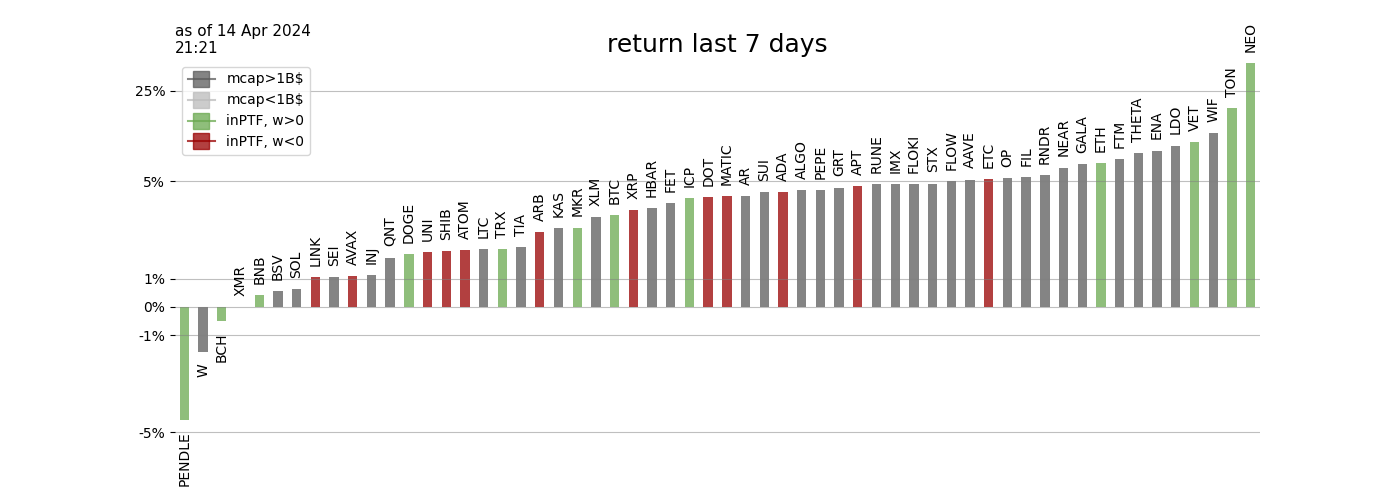 as of 14 Apr 2024
21:21
return last 7 days
mcap>1B$
mcap<1B$
inPTF, w>0
inPTF, w<0
25%
5%
1%
0%
-1%
-5%
PENDLE
W
BCH
XMR
BNB
BSV
SOL
LINK
SEI
AVAX
INJ
QNT
DOGE
UNI
SHIB
ATOM
LTC
TRX
TIA
ARB
KAS
MKR
XLM
BTC
XRP
HBAR
FET
ICP
DOT
MATIC
AR
SUI
ADA
ALGO
PEPE
GRT
APT
RUNE
IMX
FLOKI
STX
FLOW
AAVE
ETC
OP
FIL
RNDR
NEAR
GALA
ETH
FTM
THETA
ENA
LDO
VET
WIF
TON
NEO